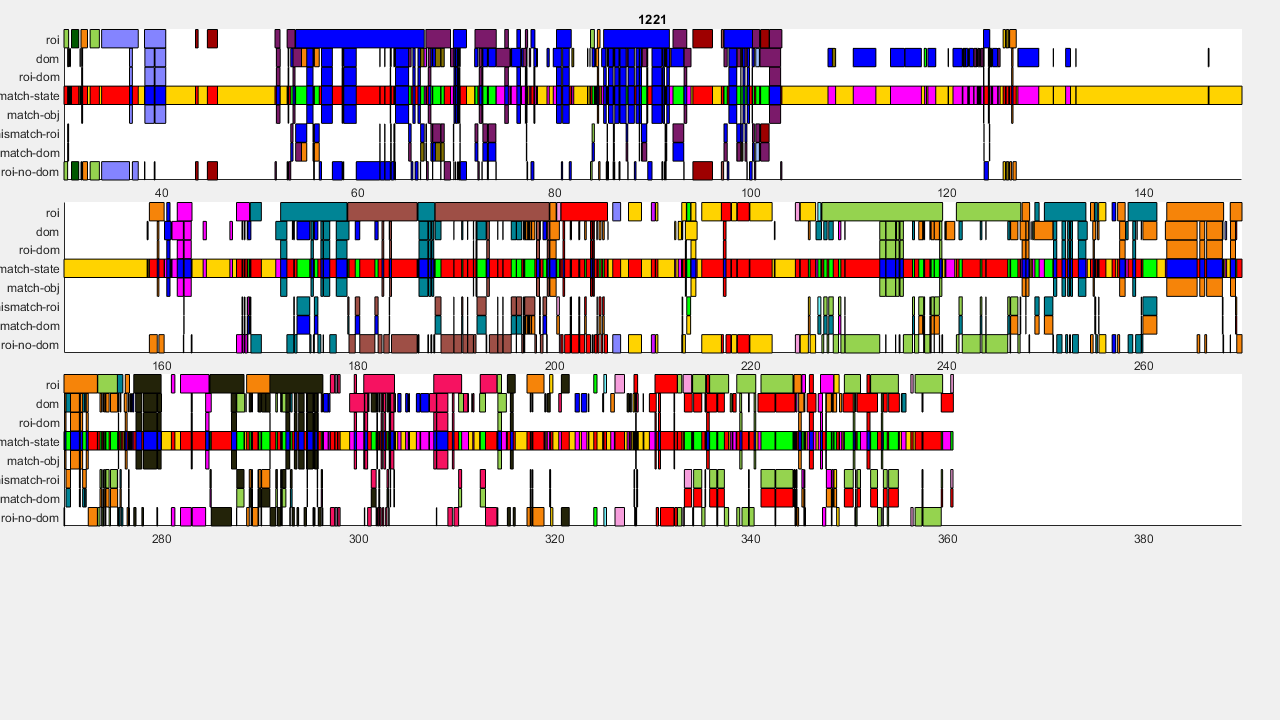 1221
roi
dom
roi-dom
match-state
match-obj
nismatch-roi
match-dom
roi-no-dom
40 60 80 100 120 140
roi
dom
roi-dom
match-state
match-obj
nismatch-roi
match-dom
roi-no-dom
160 180 200 220 240 260
roi
dom
roi-dom
match-state
match-obj
nismatch-roi
match-dom
roi-no-dom
280 300 320 340 360 380